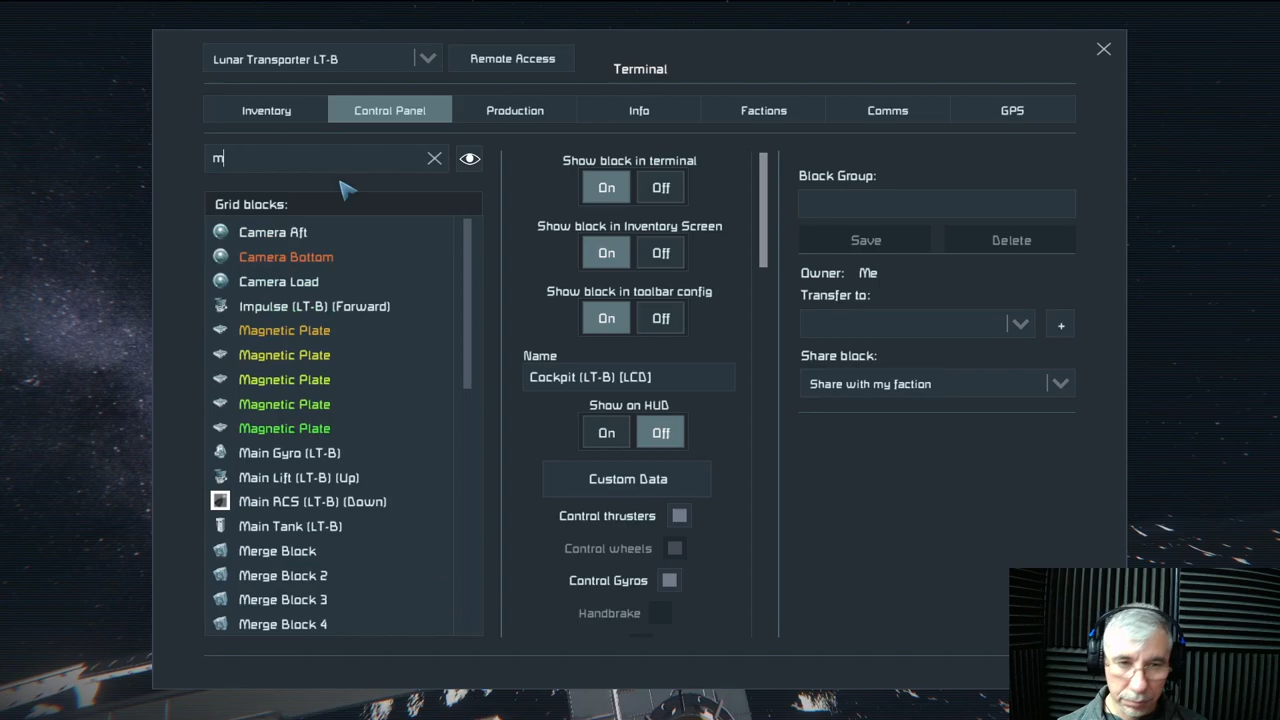 Lunar Transporter LT-B
Remote Access
Terminal
Inventory
Control Panel
Production
Info
Factions
Comms
GPS
m
Grid blocks:
Camera Aft
Camera Bottom
Camera Load
Impulse (LT-B) (Forward)
Magnetic Plate
Magnetic Plate
Magnetic Plate
Magnetic Plate
Magnetic Plate
Main Gyro (LT-B)
Main Lift (LT-B) (Up)
Main RCS (LT-B) (Down)
Main Tank (LT-B)
Merge Block
Merge Block 2
Merge Block 3
Merge Block 4
Show block in terminal
On Off
Show block in Inventory Screen
On Off
Show block in toolbar config
On Off
Name
Cockpit (LT-B) [LCD]
Show on HUD
On Off
Custom Data
Control thrusters
Control wheels
Control Gyros
Handbrake
Block Group:
Save
Delete
Owner: Me
Transfer to:
+
Share block:
Share with my faction